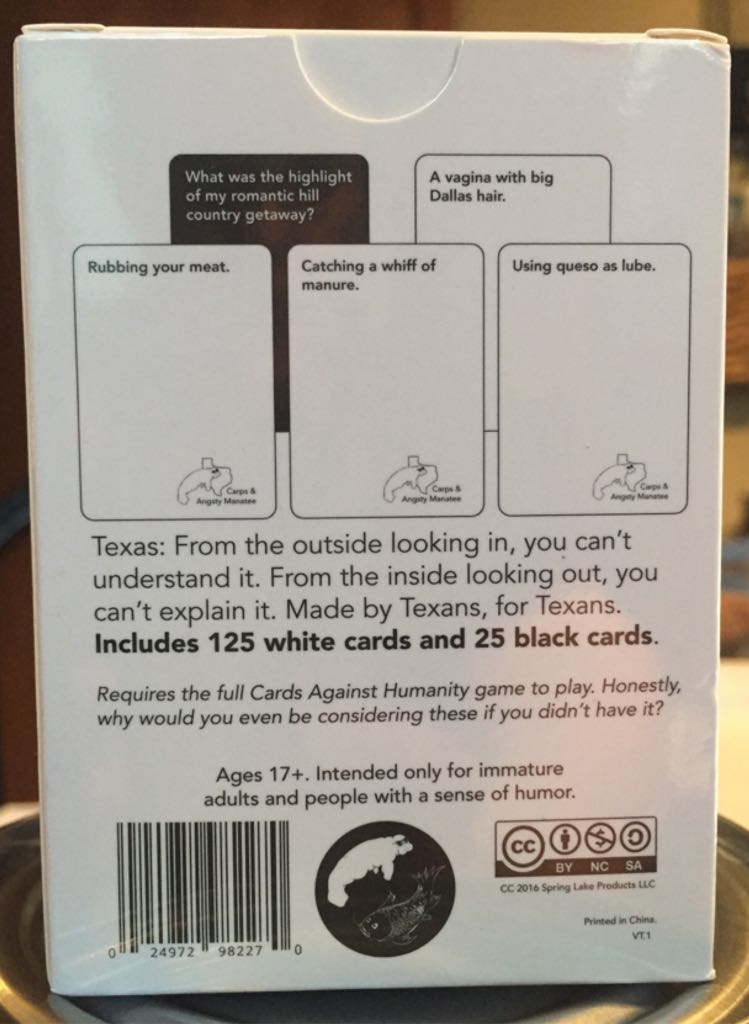 What was the highlight
of my romantic hill
country getaway?
A vagina with big
Dallas hair.
Rubbing your meat.
Catching a whiff of
manure.
Using queso as lube.
Carps &
Angsty Manatee
Carps &
Angsty Manatee
Carps &
Angsty Manatee
Texas: From the outside looking in, you can't
understand it. From the inside looking out, you
can't explain it. Made by Texans, for Texans.
Includes 125 white cards and 25 black cards.
Requires the full Cards Against Humanity game to play. Honestly,
why would you even be considering these if you didn't have it?
Ages 17+. Intended only for immature
adults and people with a sense of humor.
0 24972 98227 0
cc
BY NC SA
CC 2016 Spring Lake Products LLC
Printed in China.
VT.1